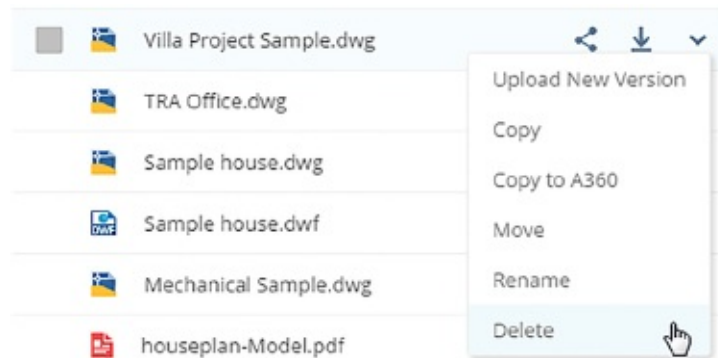 Villa Project Sample.dwg
TRA Office.dwg
Sample house.dwg
DWF Sample house.dwf
Mechanical Sample.dwg
houseplan-Model.pdf
Upload New Version
Copy
Copy to A360
Move
Rename
Delete